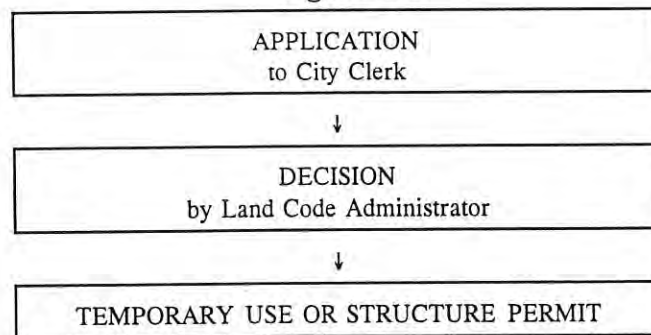 APPLICATION
to City Clerk
↓
DECISION
by Land Code Administrator
↓
TEMPORARY USE OR STRUCTURE PERMIT